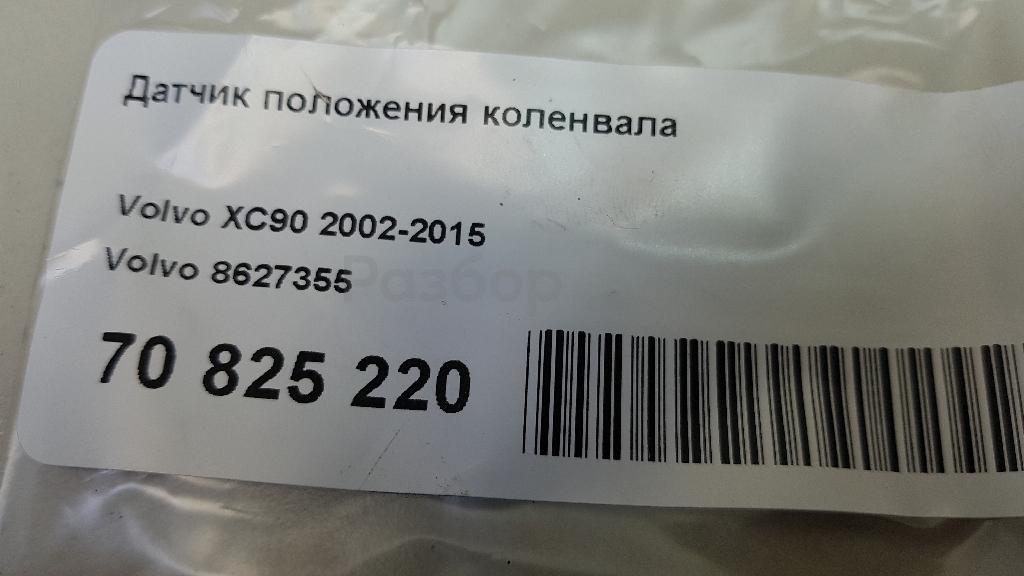 Датчик положения коленвала
Volvo XC90 2002-2015
Volvo 8627355
Разбор
70 825 220